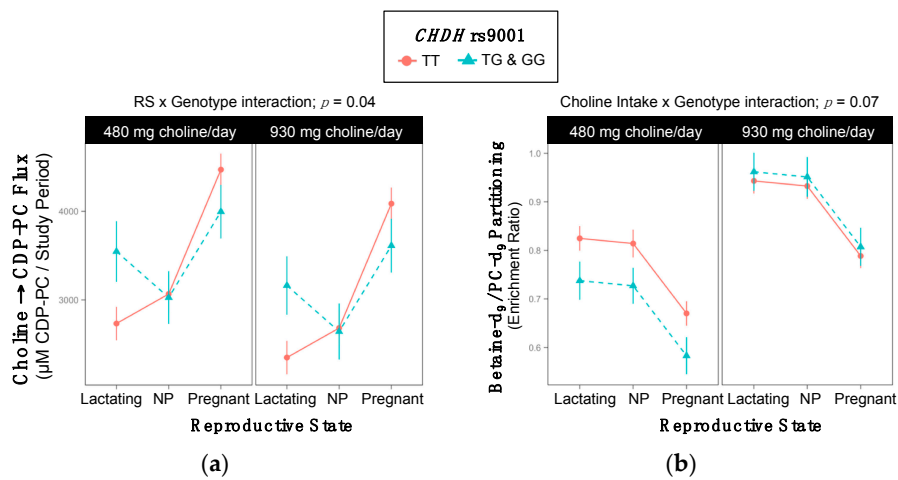 CHDH rs9001
TT TG & GG
RS x Genotype interaction; p = 0.04
480 mg choline/day 930 mg choline/day
Choline → CDP-PC Flux
(µM CDP-PC / Study Period)
4000
3000
Lactating NP Pregnant Lactating NP Pregnant
Reproductive State
(a)
Choline Intake x Genotype interaction; p = 0.07
480 mg choline/day 930 mg choline/day
Betaine-d9/PC-d9 Partitioning
(Enrichment Ratio)
1.0
0.9
0.8
0.7
0.6
Lactating NP Pregnant Lactating NP Pregnant
Reproductive State
(b)